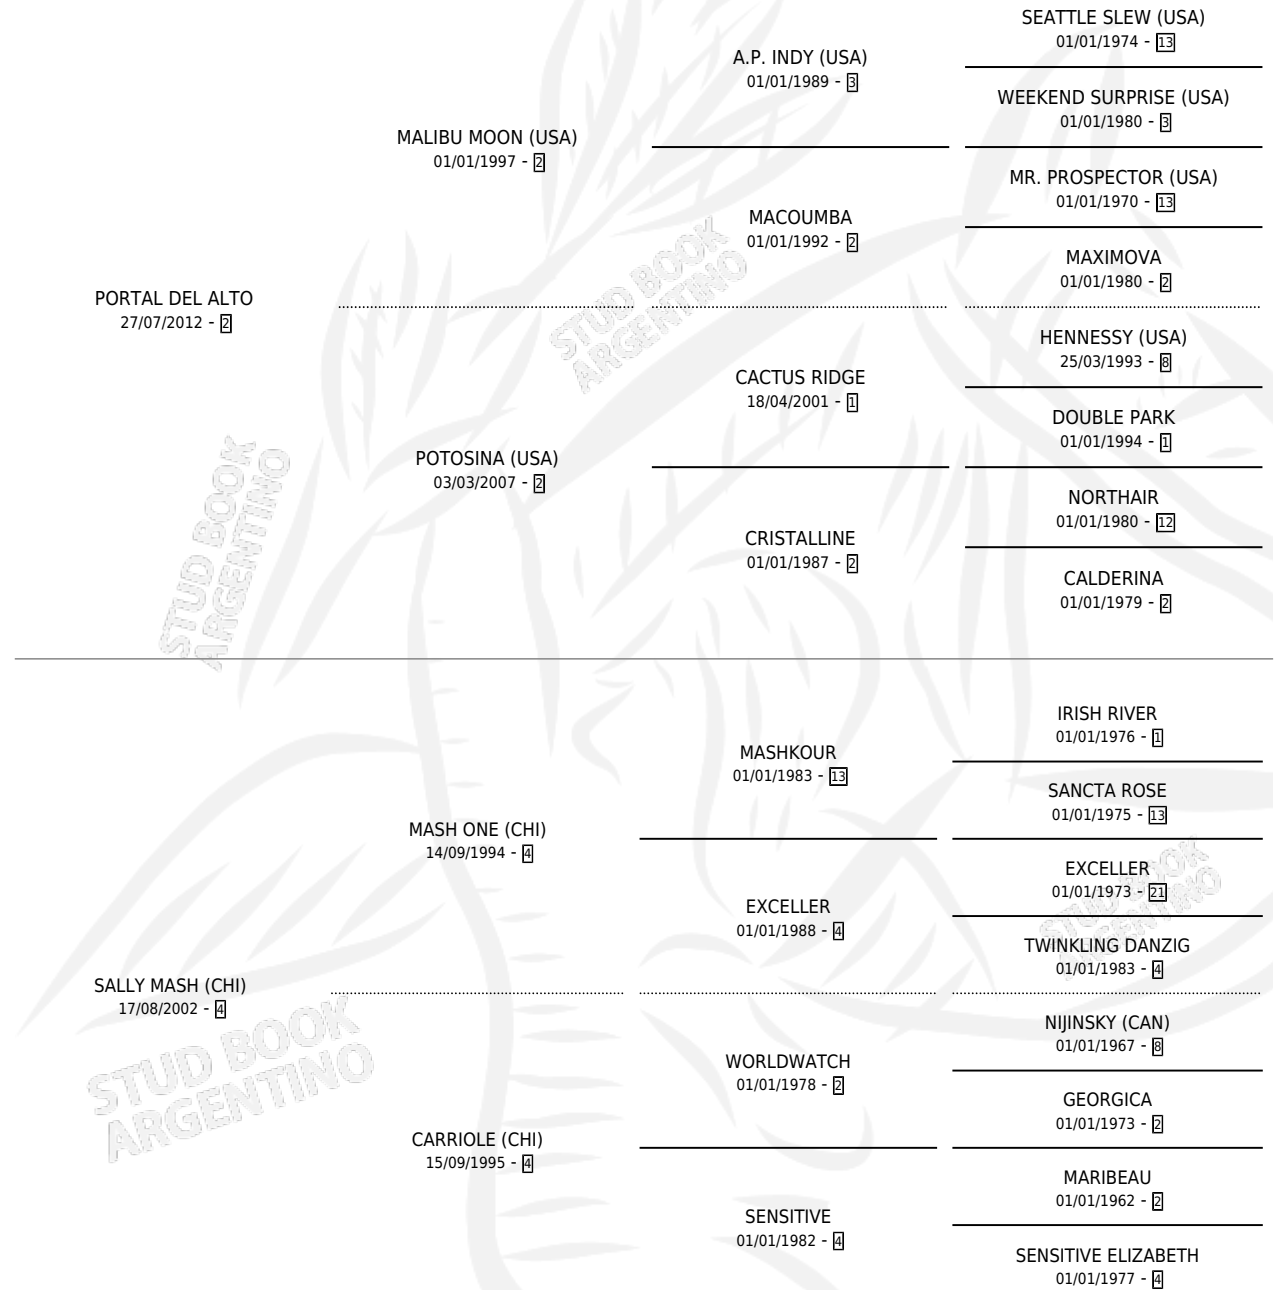 SEATTLE SLEW (USA)
01/01/1974 - 13
A.P. INDY (USA)
01/01/1989 - 3
WEEKEND SURPRISE (USA)
01/01/1980 - 3
MALIBU MOON (USA)
01/01/1997 - 2
MR. PROSPECTOR (USA)
01/01/1970 - 13
MACOUMBA
01/01/1992 - 2
MAXIMOVA
01/01/1980 - 2
PORTAL DEL ALTO
27/07/2012 - 2
HENNESSY (USA)
25/03/1993 - 8
CACTUS RIDGE
18/04/2001 - 1
DOUBLE PARK
01/01/1994 - 1
POTOSINA (USA)
03/03/2007 - 2
NORTHAIR
01/01/1980 - 12
CRISTALLINE
01/01/1987 - 2
CALDERINA
01/01/1979 - 2
IRISH RIVER
01/01/1976 - 1
MASHKOUR
01/01/1983 - 13
SANCTA ROSE
01/01/1975 - 13
MASH ONE (CHI)
14/09/1994 - 4
EXCELLER
01/01/1973 - 21
EXCELLER
01/01/1988 - 4
TWINKLING DANZIG
01/01/1983 - 4
SALLY MASH (CHI)
17/08/2002 - 4
NIJINSKY (CAN)
01/01/1967 - 8
WORLDWATCH
01/01/1978 - 2
GEORGICA
01/01/1973 - 2
CARRIOLE (CHI)
15/09/1995 - 4
MARIBEAU
01/01/1962 - 2
SENSITIVE
01/01/1982 - 4
SENSITIVE ELIZABETH
01/01/1977 - 4
STUD BOOK
ARGENTINO
STUD BOOK
ARGENTINO
STUD BOOK
ARGENTINO
STUD BOOK
ARGENTINO